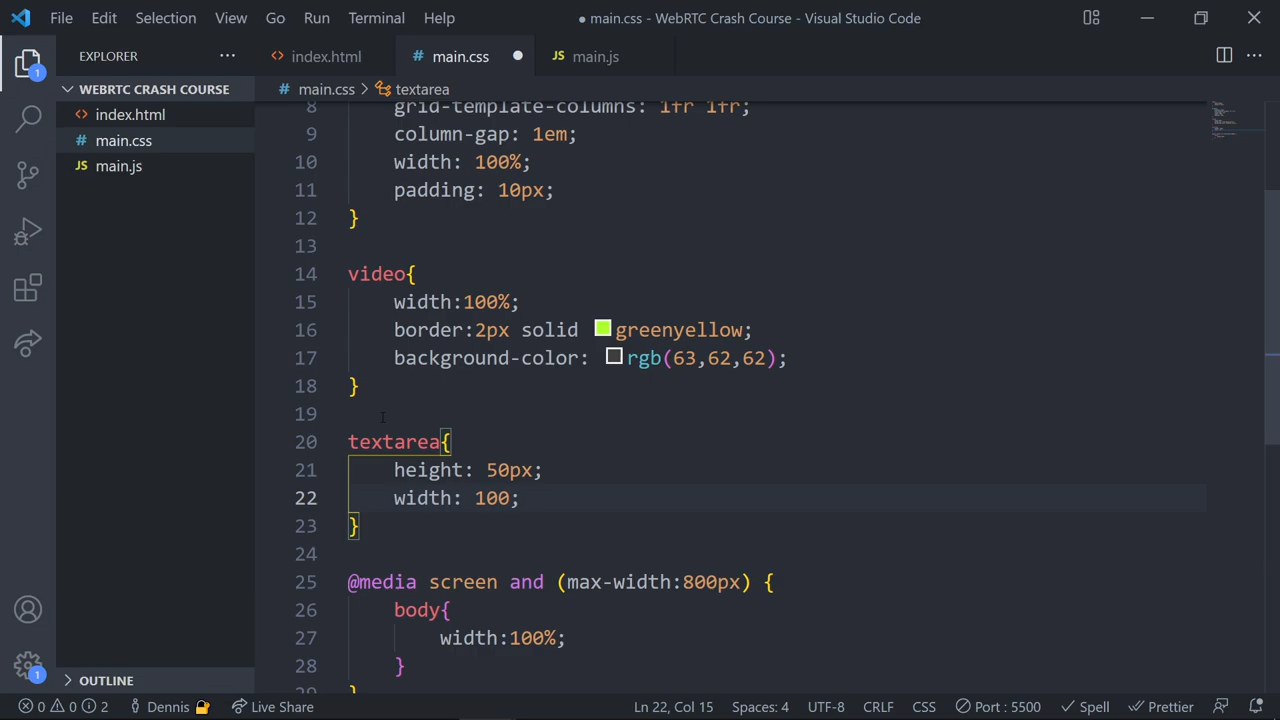 File Edit Selection View Go Run Terminal Help ● main.css - WebRTC Crash Course - Visual Studio Code
EXPLORER ···
<> index.html # main.css ● JS main.js
WEBRTC CRASH COURSE
<> index.html
# main.css
JS main.js
1
# main.css > textarea
8 grid-template-columns: 1fr 1fr;
9 column-gap: 1em;
10 width: 100%;
11 padding: 10px;
12 }
13
14 video{
15 width:100%;
16 border:2px solid greenyellow;
17 background-color: rgb(63,62,62);
18 }
19
20 textarea{
21 height: 50px;
22 width: 100;
23 }
24
25 @media screen and (max-width:800px) {
26 body{
27 width:100%;
28 }
29 }
OUTLINE
1
0 0 2 Dennis Live Share Ln 22, Col 15 Spaces: 4 UTF-8 CRLF CSS Port : 5500 Spell Prettier